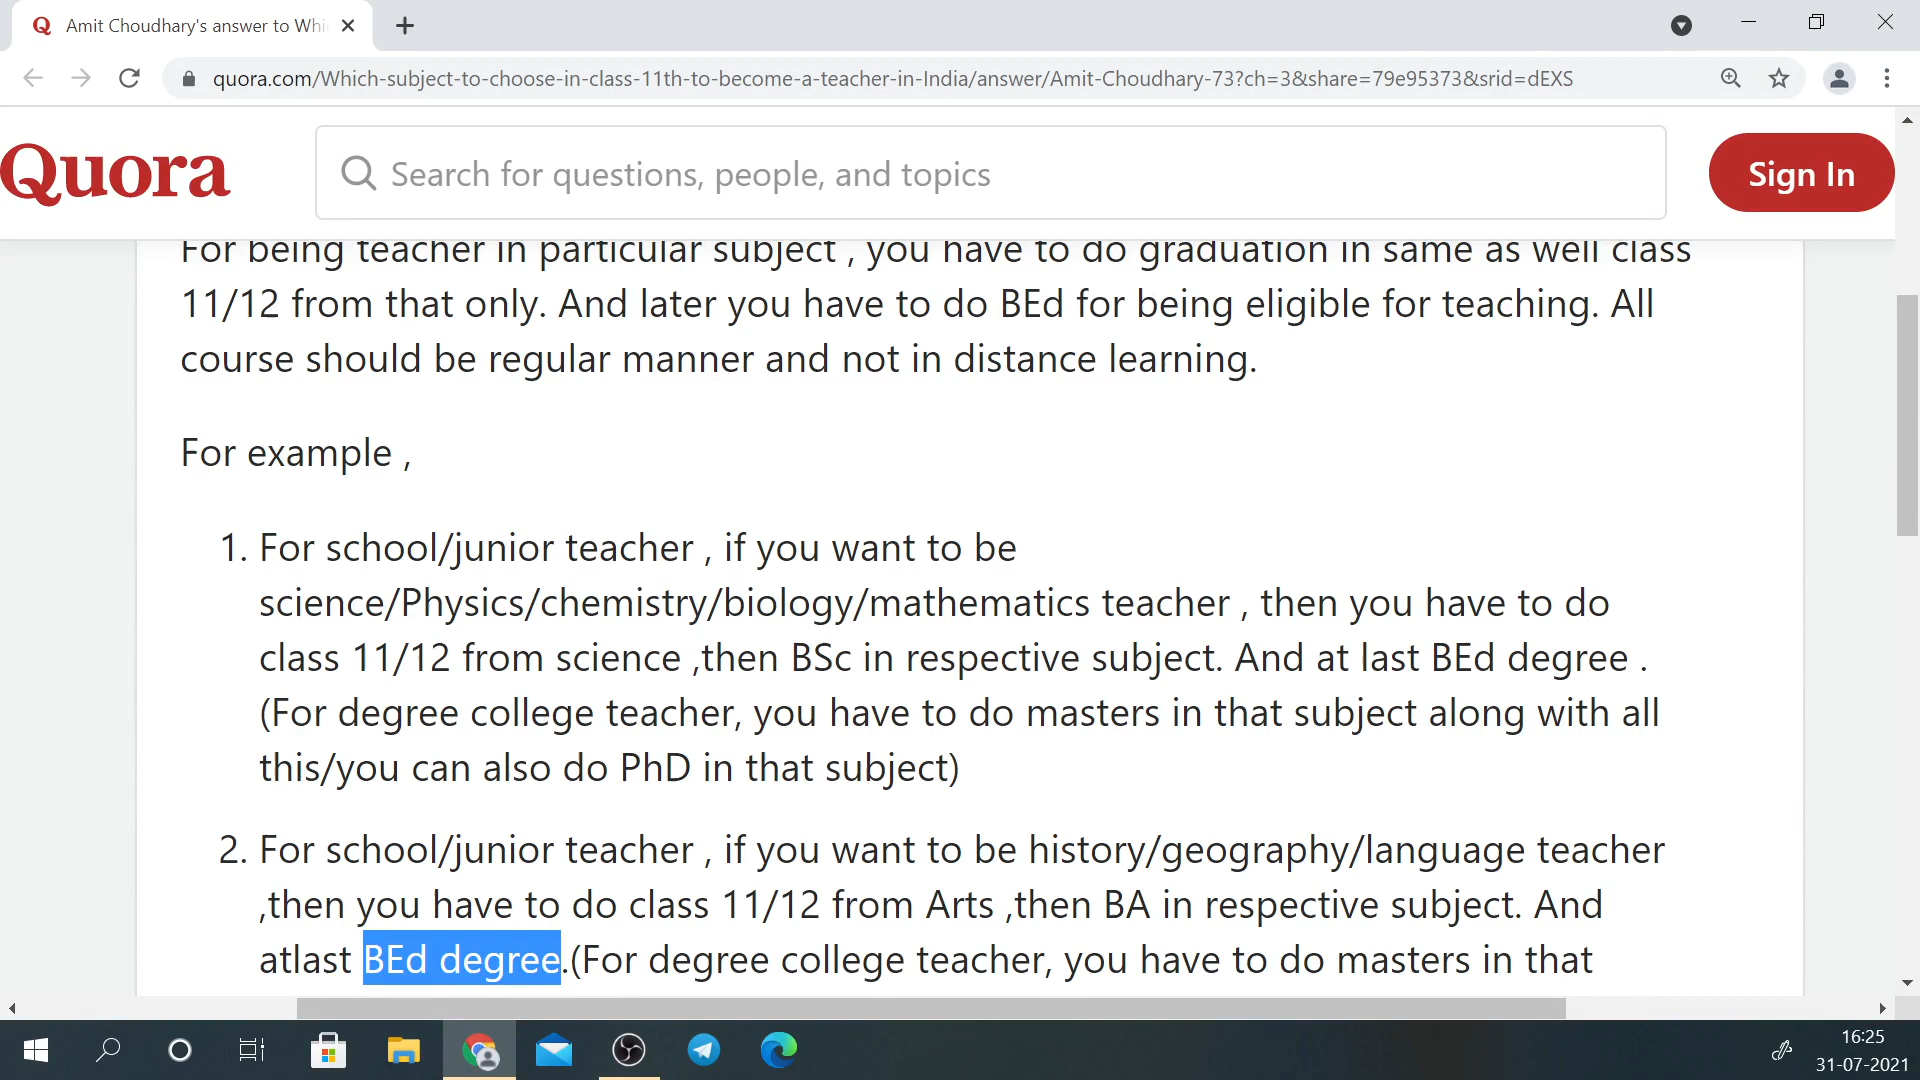 Amit Choudhary's answer to Whi
quora.com/Which-subject-to-choose-in-class-11th-to-become-a-teacher-in-India/answer/Amit-Choudhary-73?ch=3&share=79e95373&srid=dEXS
Quora
Search for questions, people, and topics
Sign In
For being teacher in particular subject , you have to do graduation in same as well class
11/12 from that only. And later you have to do BEd for being eligible for teaching. All
course should be regular manner and not in distance learning.
For example ,
1. For school/junior teacher , if you want to be
science/Physics/chemistry/biology/mathematics teacher , then you have to do
class 11/12 from science ,then BSc in respective subject. And at last BEd degree .
(For degree college teacher, you have to do masters in that subject along with all
this/you can also do PhD in that subject)
2. For school/junior teacher , if you want to be history/geography/language teacher
,then you have to do class 11/12 from Arts ,then BA in respective subject. And
atlast BEd degree.(For degree college teacher, you have to do masters in that
16:25
31-07-2021